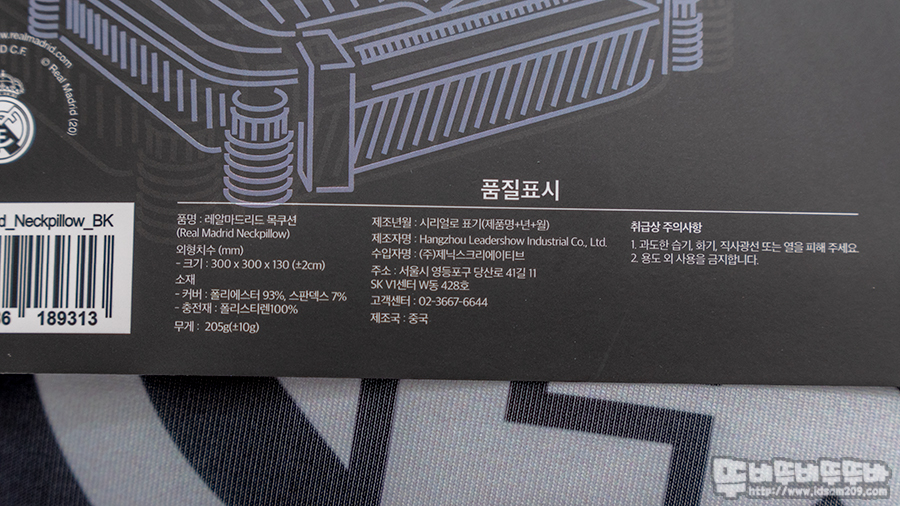 www.realmadrid.com
D C.F.
© Real Madrid (20)
품질표시
d_Neckpillow_BK
189313
품명 : 레알마드리드 목쿠션
(Real Madrid Neckpillow)
외형치수 (mm)
- 크기 : 300 x 300 x 130 (±2cm)
소재
- 커버 : 폴리에스터 93%, 스판덱스 7%
- 충전재 : 폴리스티렌100%
무게 : 205g(±10g)
제조년월 : 시리얼로 표기(제품명+년+월)
제조자명 : Hangzhou Leadershow Industrial Co., Ltd.
수입자명 : (주)제닉스크리에이티브
주소 : 서울시 영등포구 당산로 41길 11
SK V1센터 W동 428호
고객센터 : 02-3667-6644
제조국 : 중국
취급상 주의사항
1. 과도한 습기, 화기, 직사광선 또는 열을 피해 주세요.
2. 용도 외 사용을 금지합니다.
뚜벅뚜벅뚜뚜바
http://www.idsam209.com